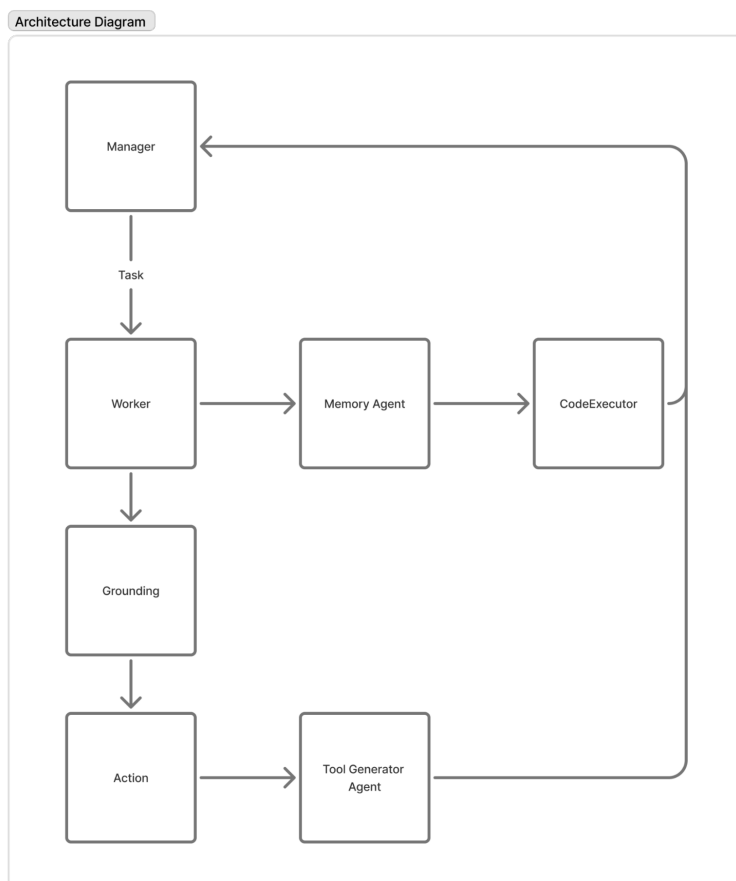 Architecture Diagram
Manager
Task
Worker
Memory Agent
CodeExecutor
Grounding
Action
Tool Generator
Agent